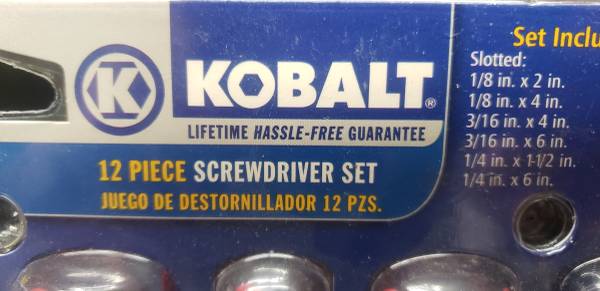 K KOBALT®
LIFETIME HASSLE-FREE GUARANTEE
12 PIECE SCREWDRIVER SET
JUEGO DE DESTORNILLADOR 12 PZS.
Set Inclu
Slotted:
1/8 in. x 2 in.
1/8 in. x 4 in.
3/16 in. x 4 in.
3/16 in. x 6 in.
1/4 in. x 1-1/2 in.
1/4 in. x 6 in.